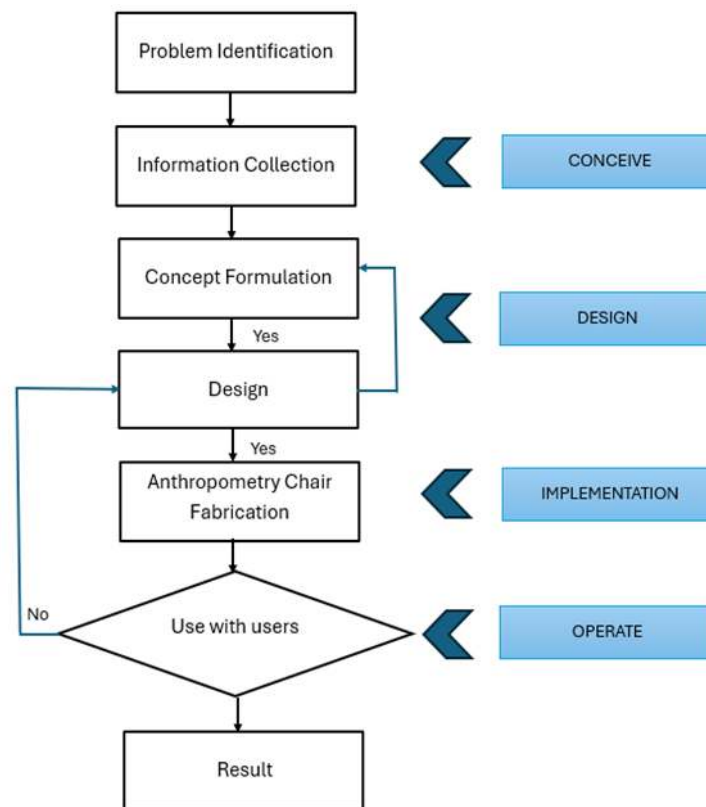 Problem Identification
Information Collection
CONCEIVE
Concept Formulation
DESIGN
Yes
Design
Yes
Anthropometry Chair
Fabrication
IMPLEMENTATION
No
Use with users
OPERATE
Result